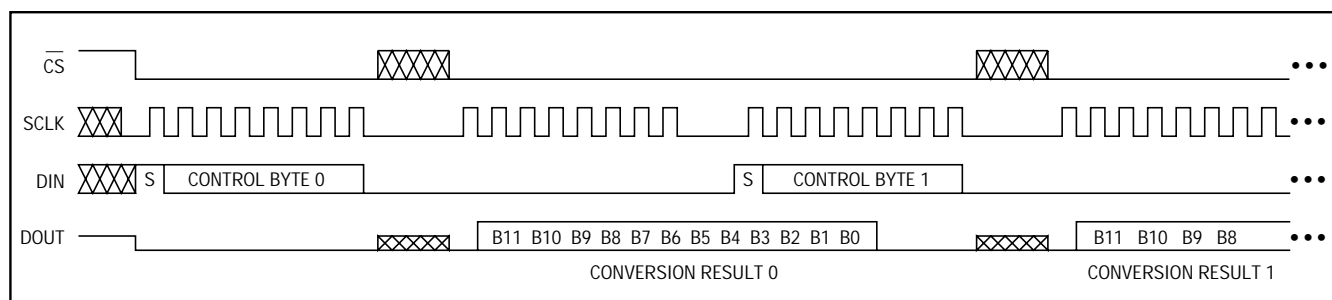 CS
SCLK
DIN S CONTROL BYTE 0 S CONTROL BYTE 1
DOUT B11 B10 B9 B8 B7 B6 B5 B4 B3 B2 B1 B0 B11 B10 B9 B8
CONVERSION RESULT 0 CONVERSION RESULT 1